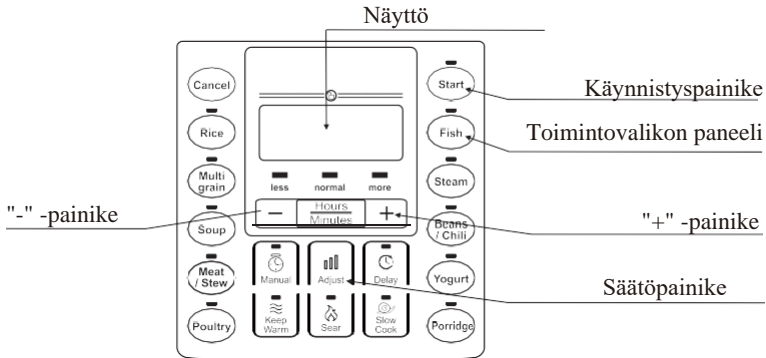 Näyttö
Cancel
Start
Käynnistyspainike
Rice
Fish
Toimintovalikon paneeli
Multi
grain
less normal more
Steam
"-" -painike
− Hours
Minutes +
"+" -painike
Soup
Beans
/ Chili
Meat
/ Stew
Manual
Adjust
Delay
Yogurt
Säätöpainike
Poultry
Keep
Warm
Sear
Slow
Cook
Porridge